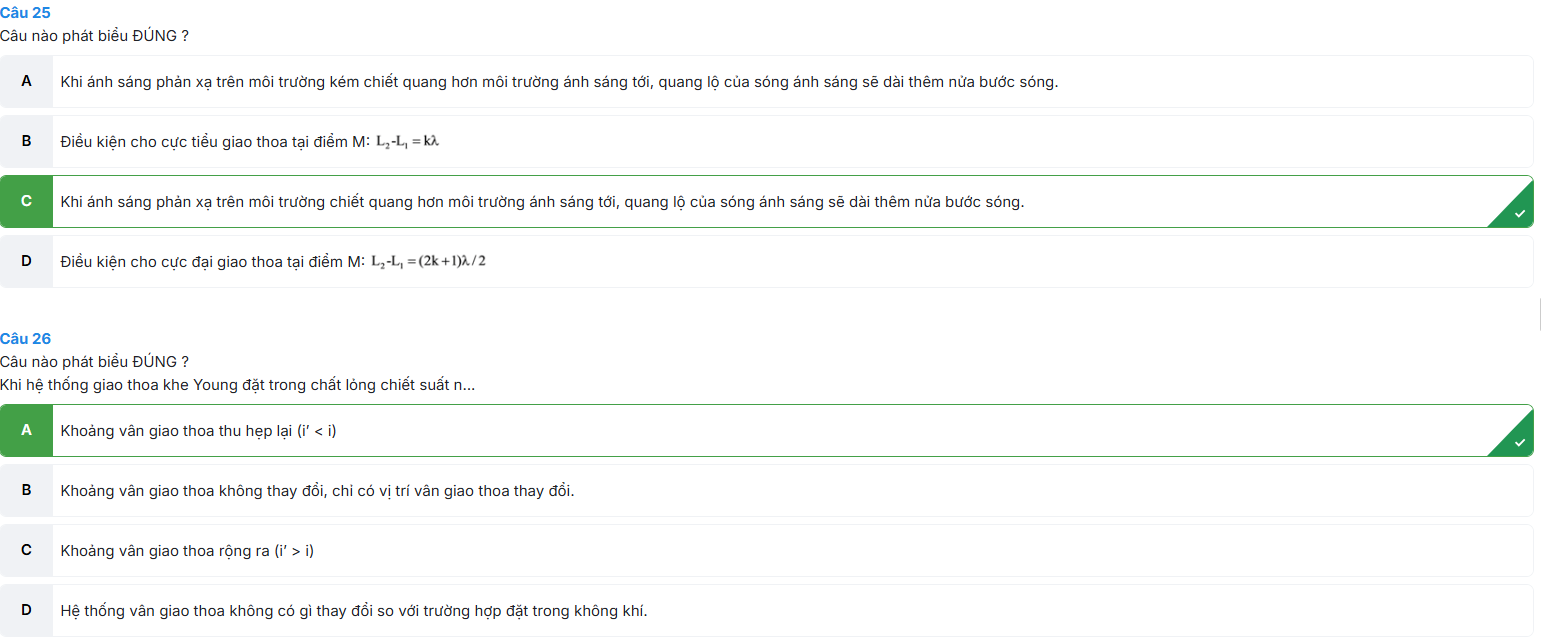 Câu 25
Câu nào phát biểu ĐÚNG ?
A Khi ánh sáng phản xạ trên môi trường kém chiết quang hơn môi trường ánh sáng tới, quang lộ của sóng ánh sáng sẽ dài thêm nửa bước sóng.
B Điều kiện cho cực tiểu giao thoa tại điểm M: L₂-L₁ = kλ
C Khi ánh sáng phản xạ trên môi trường chiết quang hơn môi trường ánh sáng tới, quang lộ của sóng ánh sáng sẽ dài thêm nửa bước sóng.
D Điều kiện cho cực đại giao thoa tại điểm M: L₂-L₁ = (2k+1)λ/2
Câu 26
Câu nào phát biểu ĐÚNG ?
Khi hệ thống giao thoa khe Young đặt trong chất lỏng chiết suất n...
A Khoảng vân giao thoa thu hẹp lại (i’ < i)
B Khoảng vân giao thoa không thay đổi, chỉ có vị trí vân giao thoa thay đổi.
C Khoảng vân giao thoa rộng ra (i’ > i)
D Hệ thống vân giao thoa không có gì thay đổi so với trường hợp đặt trong không khí.